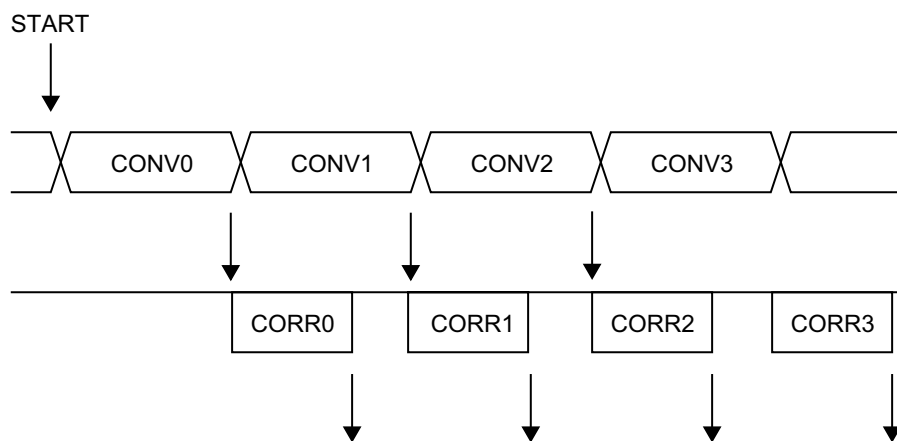 START
CONV0
CONV1
CONV2
CONV3
CORR0
CORR1
CORR2
CORR3